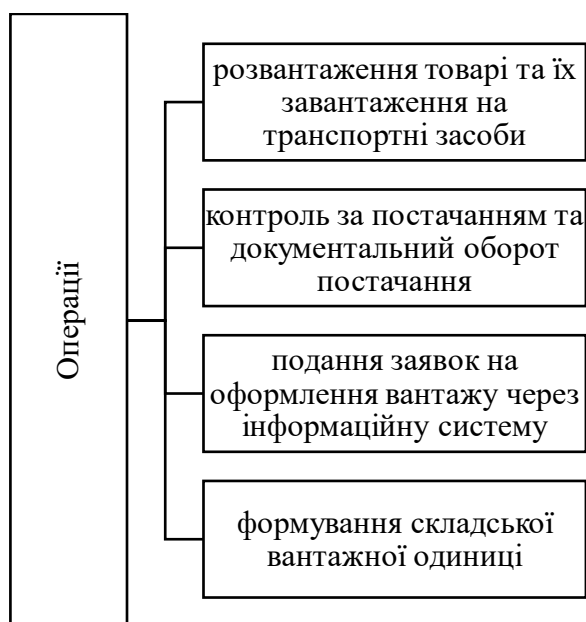 Операції
розвантаження товарі та їх
завантаження на
транспортні засоби
контроль за постачанням та
документальний оборот
постачання
подання заявок на
оформлення вантажу через
інформаційну систему
формування складської
вантажної одиниці